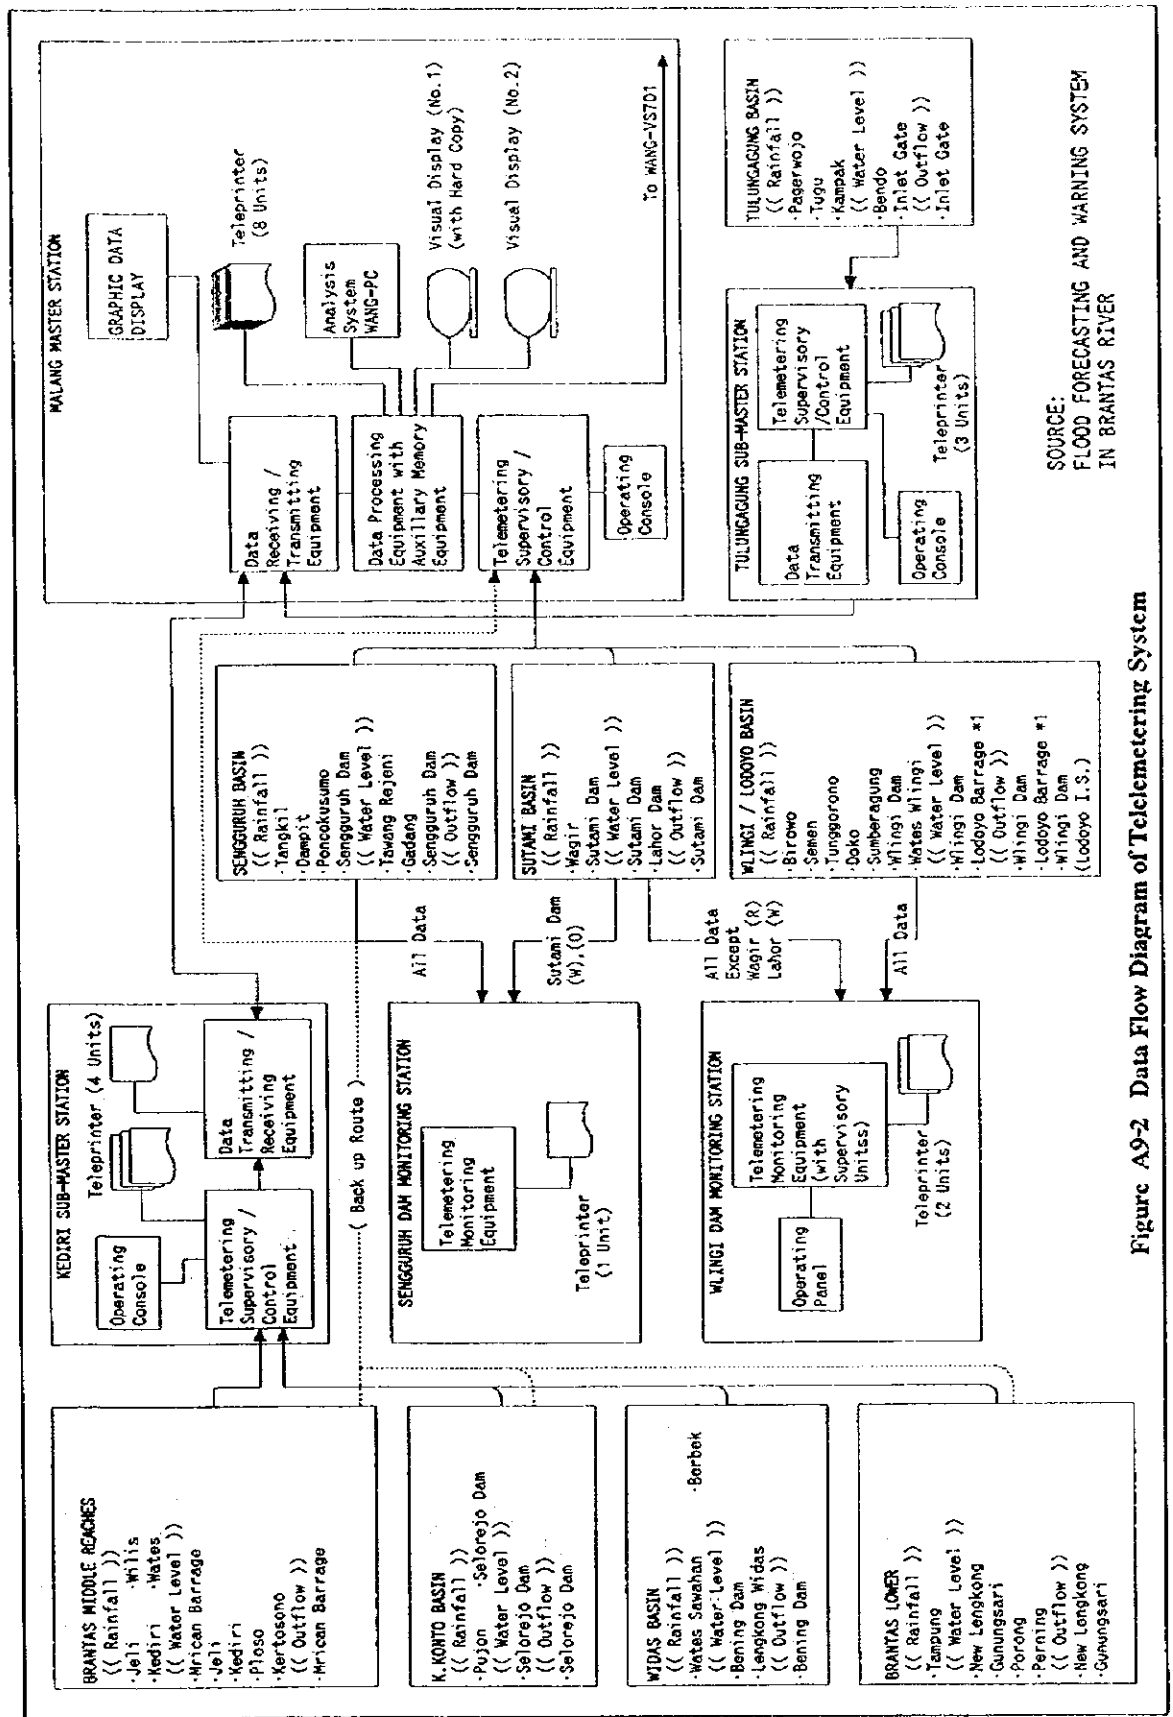 BRANTAS MIDDLE REACHES
(( Rainfall ))
·Jeli ·Wilis
·Kediri ·Wates
(( Water Level ))
·Mrican Barrage
·Jeli
·Kediri
·Ploso
·Kertosono
(( Outflow ))
·Mrican Barrage
K.KONTO BASIN
(( Rainfall ))
·Pujon ·Selorejo Dam
(( Water Level ))
·Selorejo Dam
(( Outflow ))
·Selorejo Dam
WIDAS BASIN
(( Rainfall ))
·Wates Sawahan ·Berbek
(( Water Level ))
·Bening Dam
·Lengkong Widas
(( Outflow ))
·Bening Dam
BRANTAS LOWER
(( Rainfall ))
·Tampung
(( Water Level ))
·New Lengkong
·Gunungsari
·Porong
·Perning
(( Outflow ))
·New Lengkong
·Gunungsari
KEDIRI SUB-MASTER STATION
Operating
Console
Teleprinter (4 Units)
Telemetering
Supervisory /
Control
Equipment
Data
Transmitting /
Receiving
Equipment
( Back up Route )
SENGGURUH DAM MONITORING STATION
Telemetering
Monitoring
Equipment
Teleprinter
(1 Unit)
WLINGI DAM MONITORING STATION
Operating
Panel
Telemetering
Monitoring
Equipment
(with
Supervisory
Unitss)
Teleprinter
(2 Units)
All Data
Sutami Dam
(W),(O)
All Data
Except
Wagir (R)
Lahor (W)
All Data
SENGGURUH BASIN
(( Rainfall ))
·Tangkil
·Dampit
·Poncokusumo
·Sengguruh Dam
(( Water Level ))
·Tawang Rejeni
·Gadang
·Sengguruh Dam
(( Outflow ))
·Sengguruh Dam
SUTAMI BASIN
(( Rainfall ))
·Wagir
·Sutami Dam
(( Water Level ))
·Sutami Dam
·Lahor Dam
(( Outflow ))
·Sutami Dam
WLINGI / LODOYO BASIN
(( Rainfall ))
·Birowo
·Semen
·Tunggorono
·Doko
·Sumberagung
·Wlingi Dam
·Wates Wlingi
(( Water Level ))
·Wlingi Dam
·Lodoyo Barrage *1
(( Outflow ))
·Wlingi Dam
·Lodoyo Barrage *1
·Wlingi Dam
(Lodoyo I.S.)
MALANG MASTER STATION
GRAPHIC DATA
DISPLAY
Data
Receiving /
Transmitting
Equipment
Teleprinter
(8 Units)
Data Processing
Equipment with
Auxillary Memory
Equipment
Analysis
System
WANG-PC
Visual Display (No.1)
(with Hard Copy)
Visual Display (No.2)
Telemetering
Supervisory /
Control
Equipment
Operating
Console
To WANG-VS701
TULUNGAGUNG SUB-MASTER STATION
Data
Transmitting
Equipment
Telemetering
Supervisory
/Control
Equipment
Operating
Console
Teleprinter
(3 Units)
TULUNGAGUNG BASIN
(( Rainfall ))
·Pagerwojo
·Tugu
·Kampak
(( Water Level ))
·Bendo
·Inlet Gate
(( Outflow ))
·Inlet Gate
SOURCE:
FLOOD FORECASTING AND WARNING SYSTEM
IN BRANTAS RIVER
Figure A9-2 Data Flow Diagram of Telelemetering System